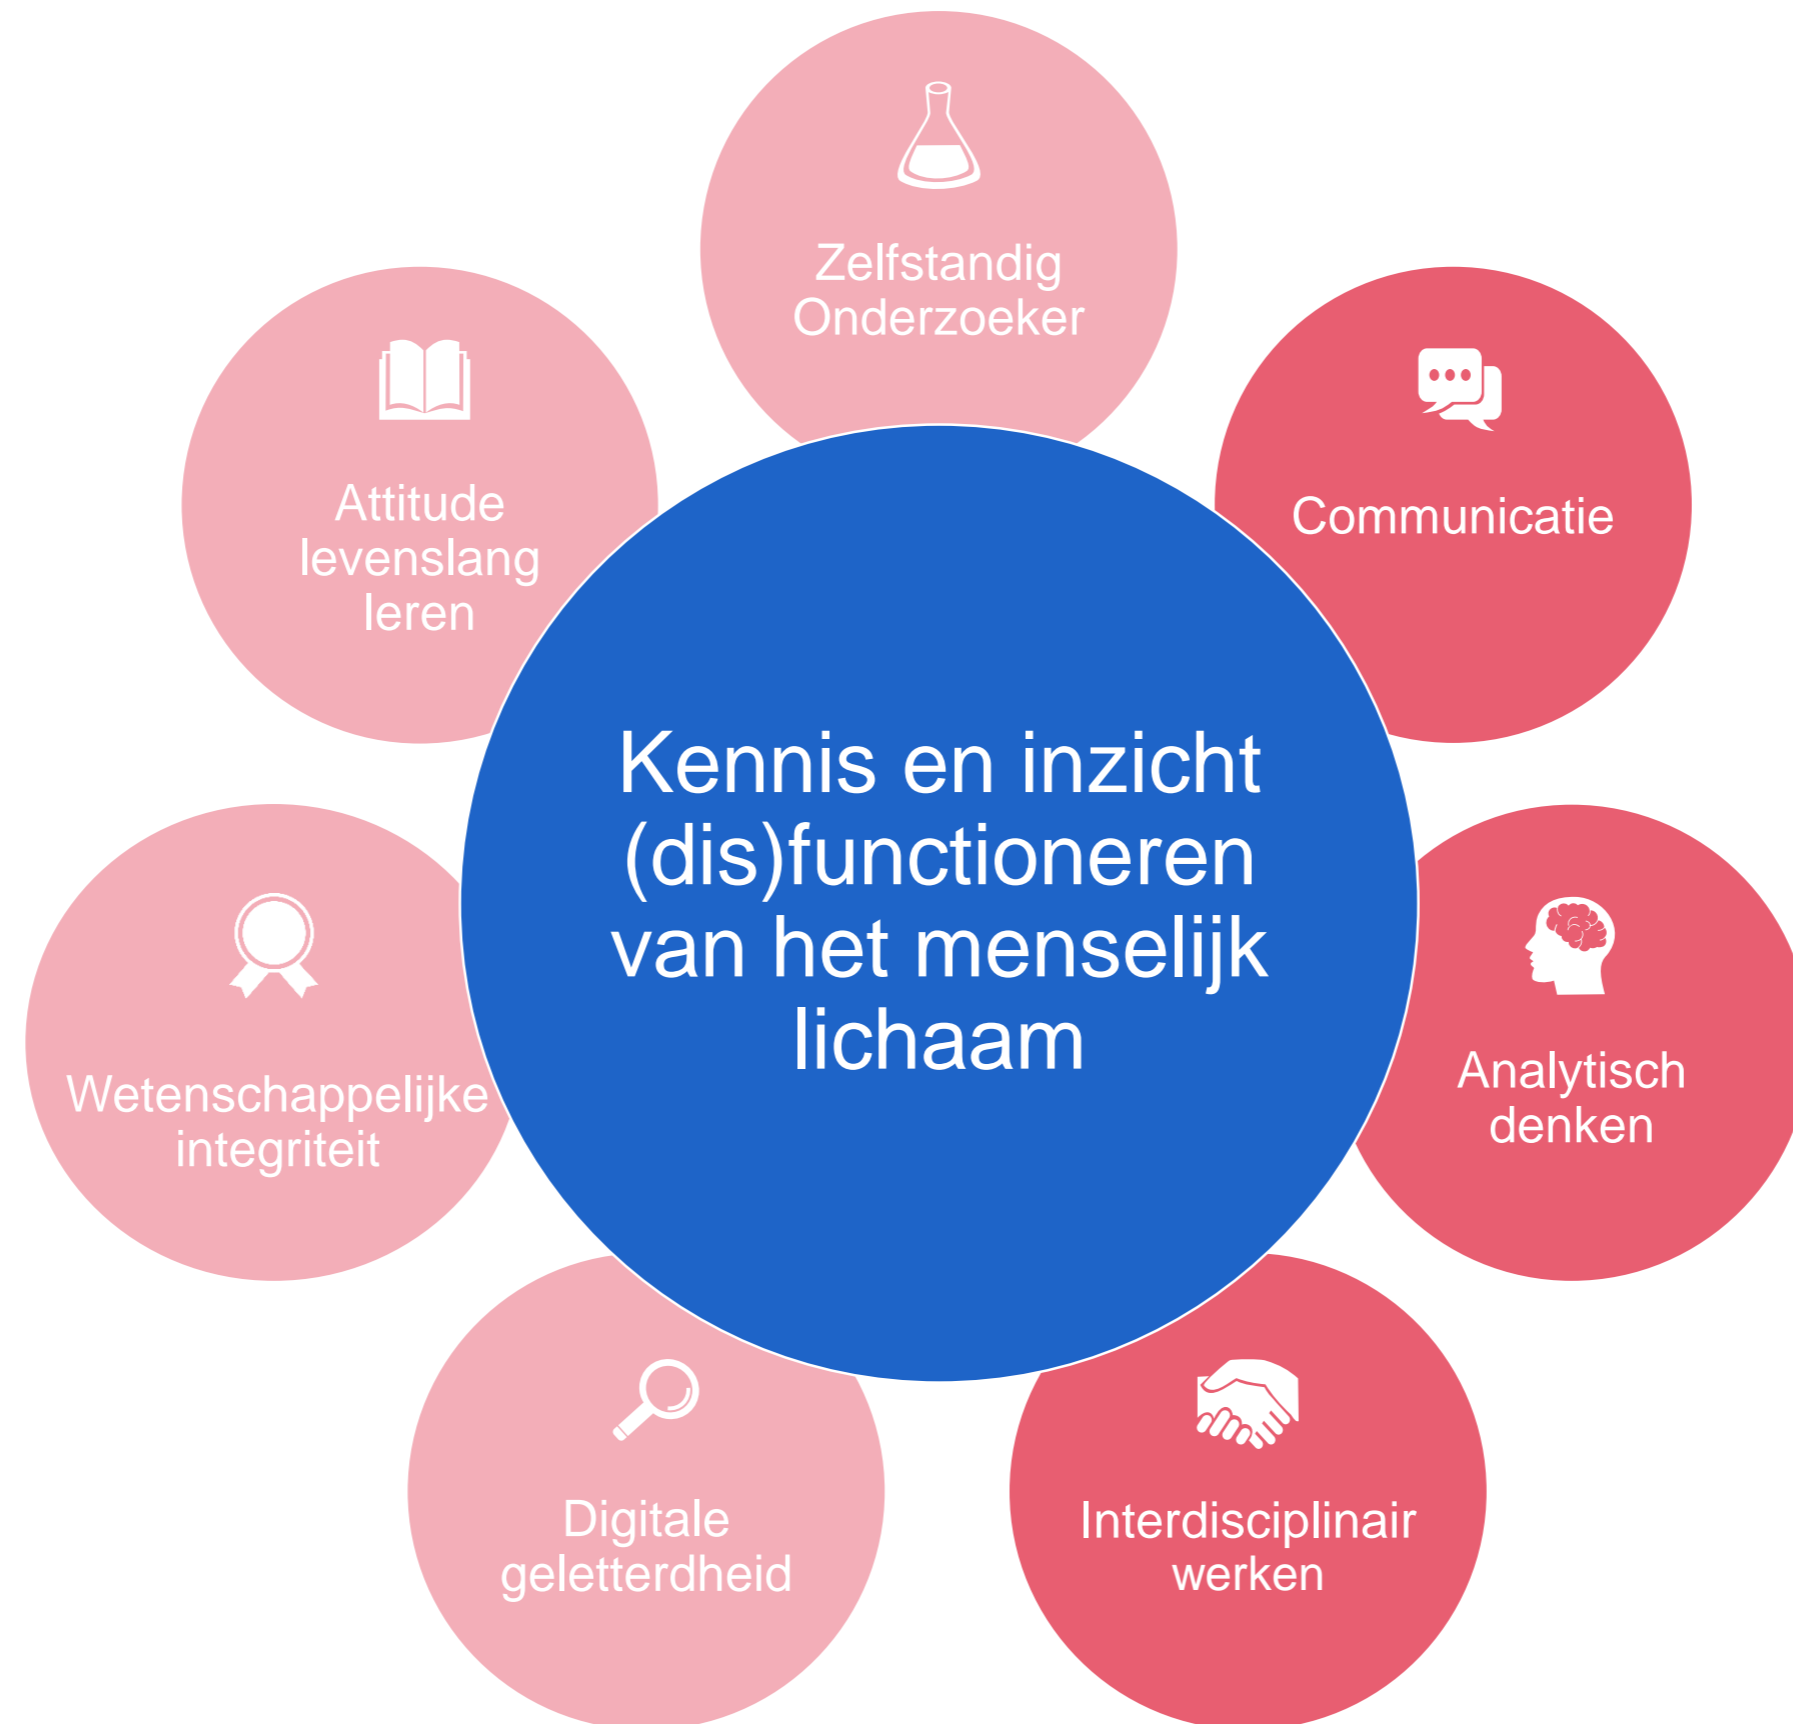 Zelfstandig
Onderzoeker
Communicatie
Analytisch
denken
Interdisciplinair
werken
Digitale
geletterdheid
Wetenschappelijke
integriteit
Attitude
levenslang
leren
Kennis en inzicht
(dis)functioneren
van het menselijk
lichaam